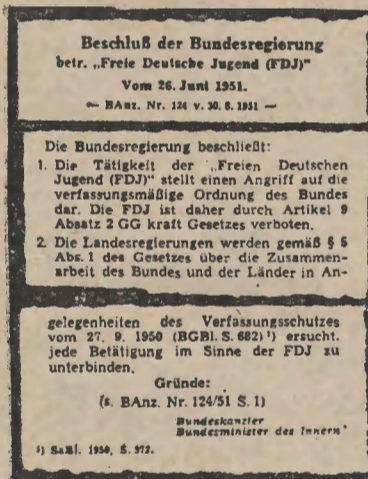 Beschluß der Bundesregierung
betr. „Freie Deutsche Jugend (FDJ)"
Vom 26. Juni 1951.
— BAnz. Nr. 124 v. 30. 6. 1951 —
Die Bundesregierung beschließt:
1. Die Tätigkeit der „Freien Deutschen
Jugend (FDJ)" stellt einen Angriff auf die
verfassungsmäßige Ordnung des Bundes
dar. Die FDJ ist daher durch Artikel 9
Absatz 2 GG kraft Gesetzes verboten.
2. Die Landesregierungen werden gemäß § 5
Abs. 1 des Gesetzes über die Zusammen-
arbeit des Bundes und der Länder in An-
gelegenheiten des Verfassungsschutzes
vom 27. 9. 1950 (BGBl. S. 682) ¹) ersucht,
jede Betätigung im Sinne der FDJ zu
unterbinden.
Gründe:
(s. BAnz. Nr. 124/51 S. 1)
Bundeskanzler
Bundesminister des Innern
¹) SaBl. 1950, S. 972.